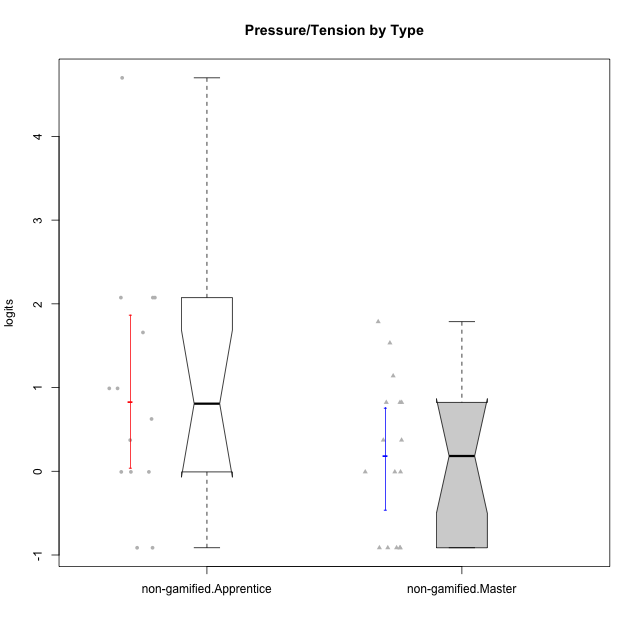 Pressure/Tension by Type
logits
4
3
2
1
0
-1
non-gamified.Apprentice
non-gamified.Master